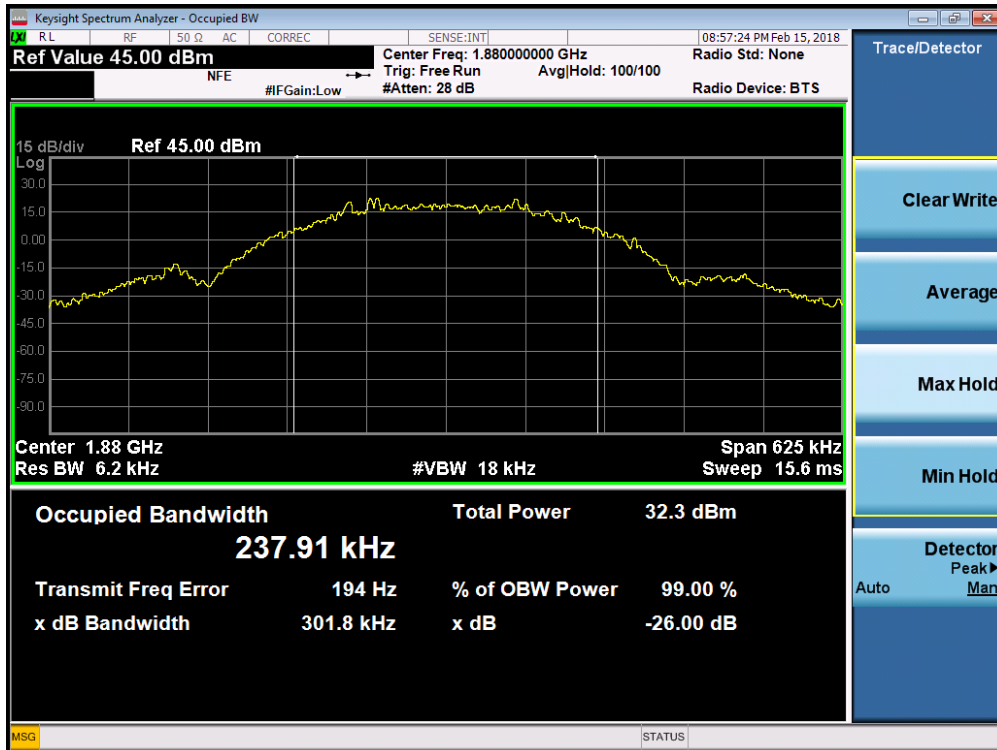 Keysight Spectrum Analyzer - Occupied BW
LXI RL RF 50 Ω AC CORREC SENSE:INT 08:57:24 PM Feb 15, 2018
Ref Value 45.00 dBm
NFE
#IFGain:Low
Center Freq: 1.880000000 GHz
Trig: Free Run Avg|Hold: 100/100
#Atten: 28 dB
Radio Std: None
Radio Device: BTS
Trace/Detector
15 dB/div Ref 45.00 dBm
Log
30.0
15.0
0.00
-15.0
-30.0
-45.0
-60.0
-75.0
-90.0
Center 1.88 GHz Span 625 kHz
Res BW 6.2 kHz #VBW 18 kHz Sweep 15.6 ms
Occupied Bandwidth Total Power 32.3 dBm
237.91 kHz
Transmit Freq Error 194 Hz % of OBW Power 99.00 %
x dB Bandwidth 301.8 kHz x dB -26.00 dB
Clear Write
Average
Max Hold
Min Hold
Detector
Peak▶
Auto Man
MSG STATUS